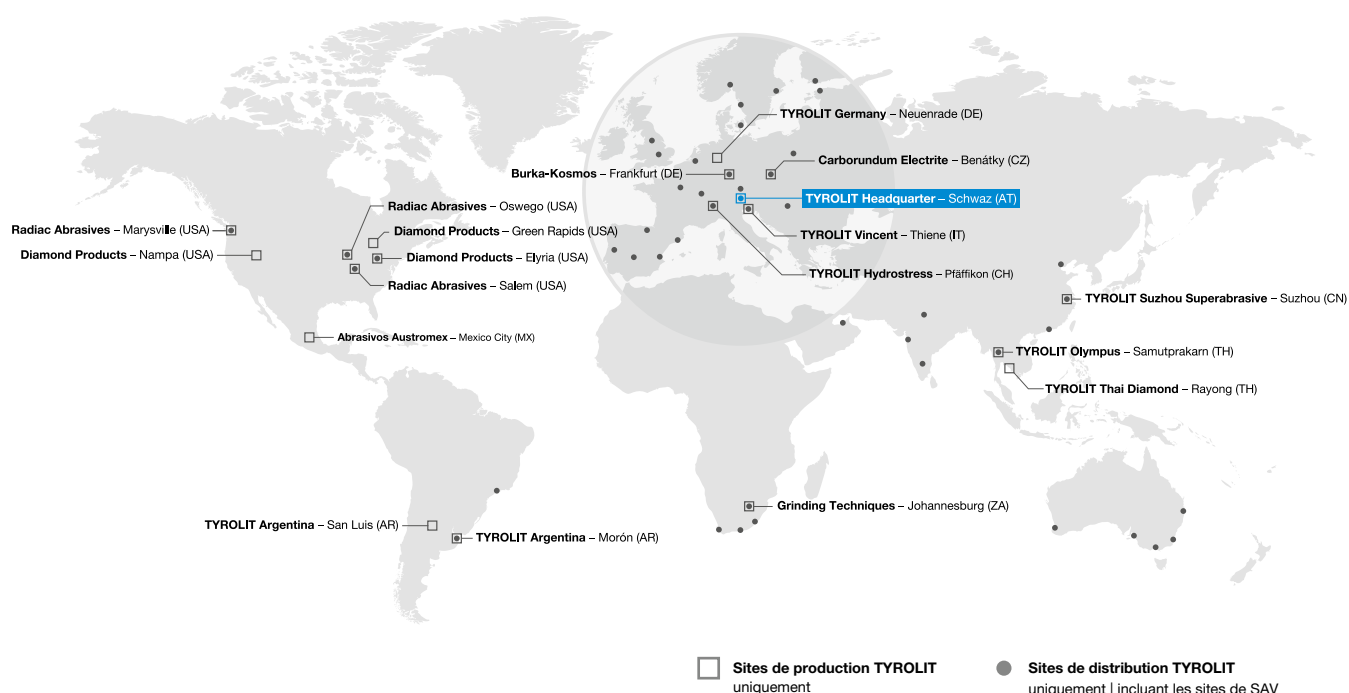 TYROLIT Germany – Neuenrade (DE)
Carborundum Electrite – Benátky (CZ)
Burka-Kosmos – Frankfurt (DE)
TYROLIT Headquarter – Schwaz (AT)
Radiac Abrasives – Oswego (USA)
Radiac Abrasives – Marysville (USA)
Diamond Products – Green Rapids (USA)
TYROLIT Vincent – Thiene (IT)
Diamond Products – Nampa (USA)
Diamond Products – Elyria (USA)
TYROLIT Hydrostress – Pfäffikon (CH)
Radiac Abrasives – Salem (USA)
TYROLIT Suzhou Superabrasive – Suzhou (CN)
Abrasivos Austromex – Mexico City (MX)
TYROLIT Olympus – Samutprakarn (TH)
TYROLIT Thai Diamond – Rayong (TH)
Grinding Techniques – Johannesburg (ZA)
TYROLIT Argentina – San Luis (AR)
TYROLIT Argentina – Morón (AR)
Sites de production TYROLIT
uniquement
Sites de distribution TYROLIT
uniquement | incluant les sites de SAV